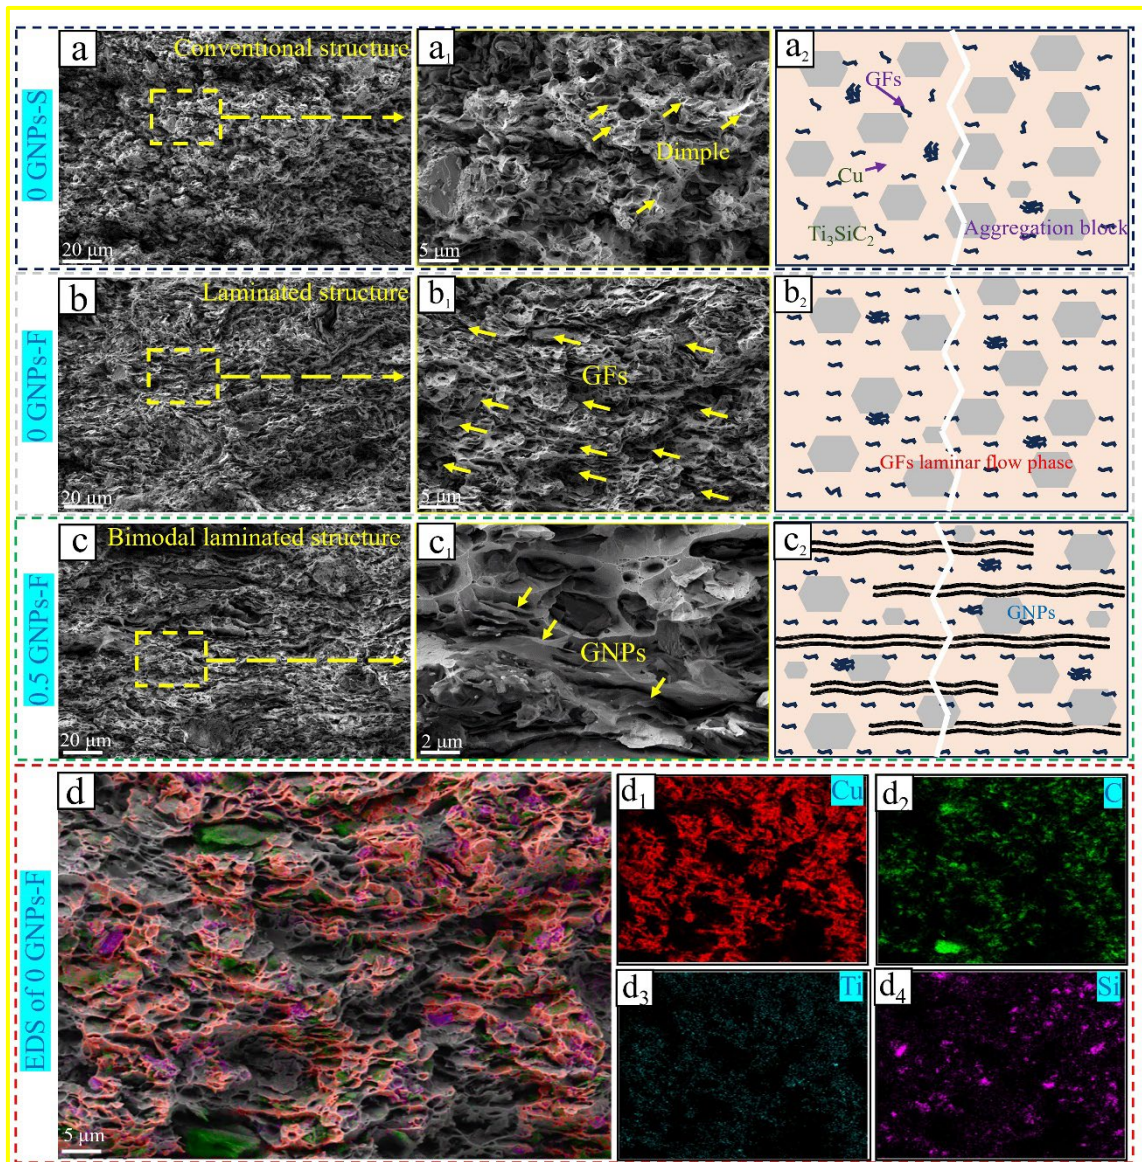 0 GNPs-S
a
Conventional structure
20 μm
a₁
Dimple
5 μm
a₂
GFs
Cu
Ti₃SiC₂
Aggregation block
0 GNPs-F
b
Laminated structure
20 μm
b₁
GFs
5 μm
b₂
GFs laminar flow phase
0.5 GNPs-F
c
Bimodal laminated structure
20 μm
c₁
GNPs
2 μm
c₂
GNPs
EDS of 0 GNPs-F
d
5 μm
d₁
Cu
d₂
C
d₃
Ti
d₄
Si